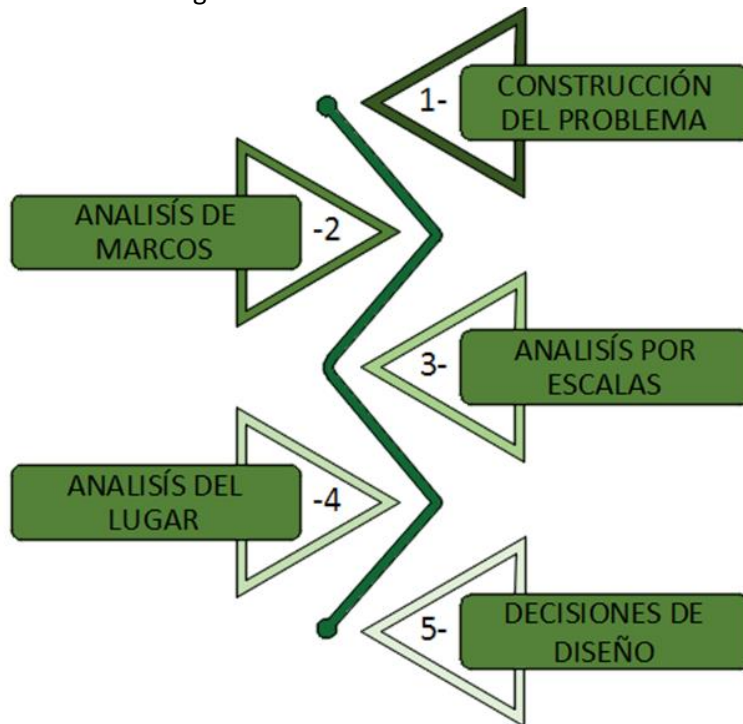 1-
CONSTRUCCIÓN
DEL PROBLEMA
ANALISÍS DE
MARCOS
-2
3-
ANALISÍS POR
ESCALAS
ANALISÍS DEL
LUGAR
-4
5-
DECISIONES DE
DISEÑO